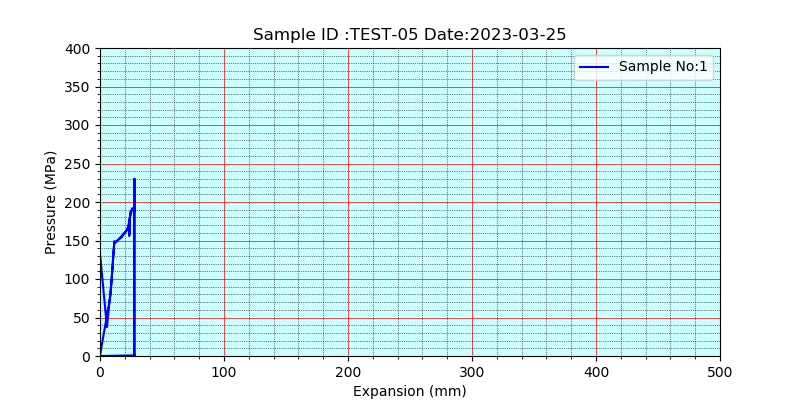 Sample ID :TEST-05 Date:2023-03-25
400
350
300
250
200
150
100
50
0
Pressure (MPa)
Sample No:1
0 100 200 300 400 500
Expansion (mm)